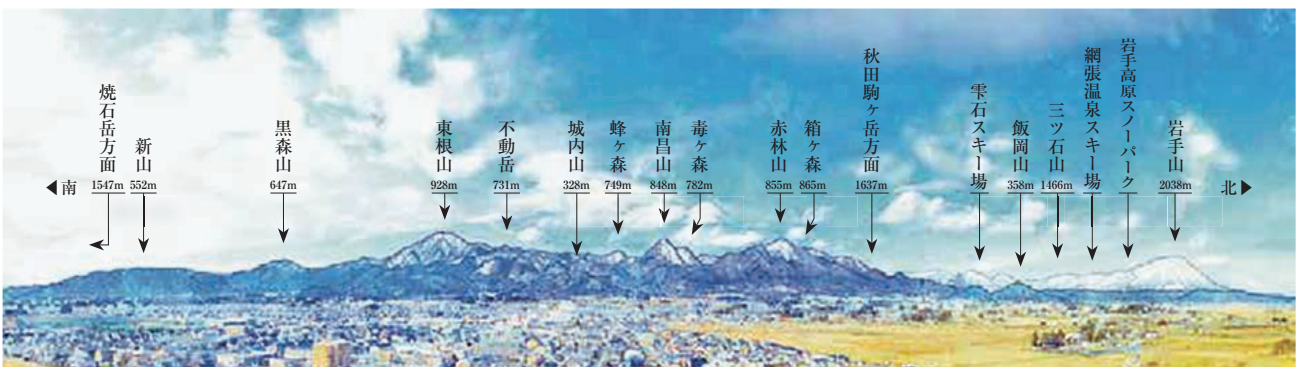 ◀南
焼石岳方面
1547m
新山
552m
黒森山
647m
東根山
928m
不動岳
731m
城内山
328m
蜂ヶ森
749m
南昌山
848m
毒ヶ森
782m
赤林山
855m
箱ヶ森
865m
秋田駒ヶ岳方面
1637m
雫石スキー場
飯岡山
358m
三ツ石山
1466m
網張温泉スキー場
岩手高原スノーパーク
岩手山
2038m
北▶